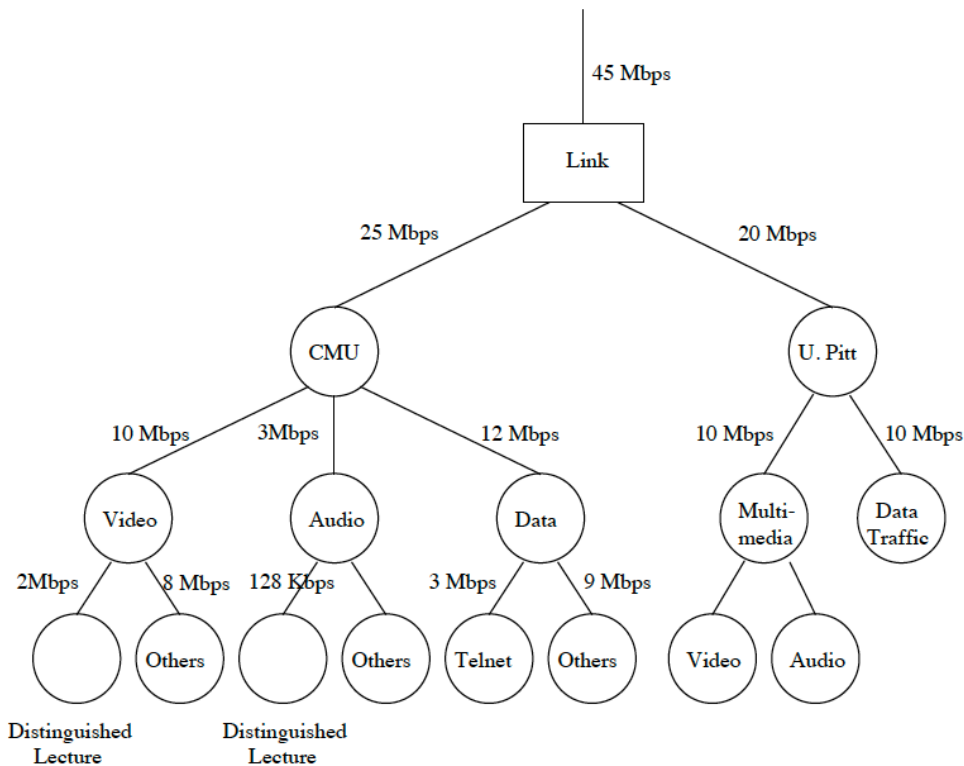 45 Mbps
Link
25 Mbps
20 Mbps
CMU
U. Pitt
10 Mbps
3Mbps
12 Mbps
10 Mbps
10 Mbps
Video
Audio
Data
Multi-
media
Data
Traffic
2Mbps
8 Mbps
128 Kbps
3 Mbps
9 Mbps
Others
Others
Telnet
Others
Video
Audio
Distinguished
Lecture
Distinguished
Lecture